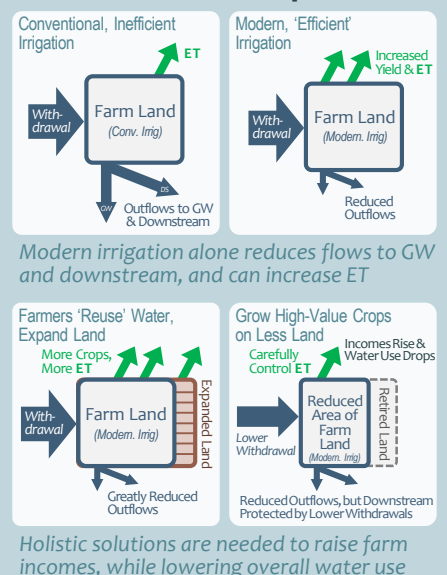 Conventional, Inefficient
Irrigation
ET
With-
drawal
Farm Land
(Conv. Irrig)
GW
DS
Outflows to GW
& Downstream
Modern, 'Efficient'
Irrigation
Increased
Yield & ET
With-
drawal
Farm Land
(Modern. Irrig)
Reduced
Outflows
Modern irrigation alone reduces flows to GW
and downstream, and can increase ET
Farmers 'Reuse' Water,
Expand Land
More Crops,
More ET
With-
drawal
Farm Land
(Modern. Irrig)
Expanded Land
Greatly Reduced
Outflows
Grow High-Value Crops
on Less Land
Carefully
Control ET
Incomes Rise &
Water Use Drops
Lower
Withdrawal
Reduced
Area of
Farm
Land
(Modern. Irrig)
Retired Land
Reduced Outflows, but Downstream
Protected by Lower Withdrawals
Holistic solutions are needed to raise farm
incomes, while lowering overall water use